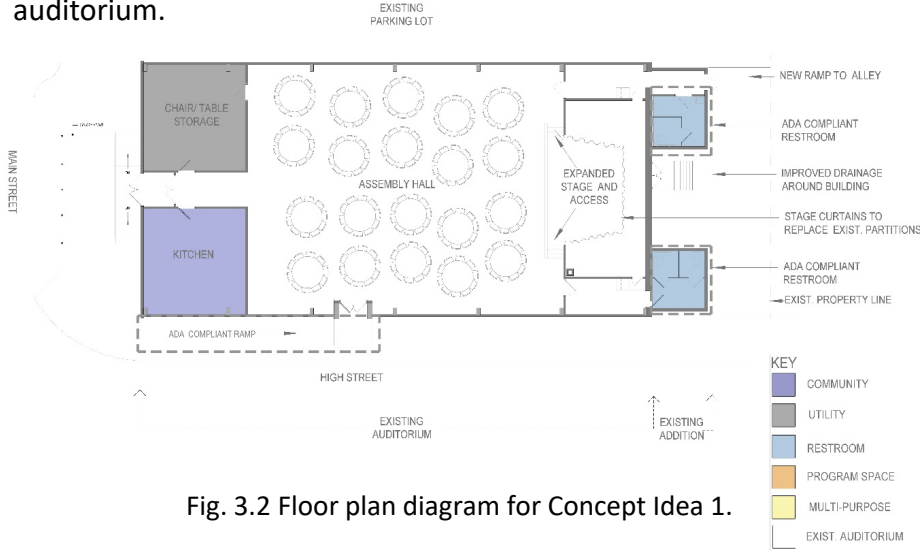 auditorium.
EXISTING
PARKING LOT
NEW RAMP TO ALLEY
CHAIR/ TABLE
STORAGE
ADA COMPLIANT
RESTROOM
MAIN STREET
ASSEMBLY HALL
EXPANDED
STAGE AND
ACCESS
IMPROVED DRAINAGE
AROUND BUILDING
STAGE CURTAINS TO
REPLACE EXIST. PARTITIONS
KITCHEN
ADA COMPLIANT
RESTROOM
EXIST. PROPERTY LINE
ADA COMPLIANT RAMP
HIGH STREET
KEY
COMMUNITY
UTILITY
RESTROOM
PROGRAM SPACE
MULTI-PURPOSE
EXIST. AUDITORIUM
EXISTING
AUDITORIUM
EXISTING
ADDITION
Fig. 3.2 Floor plan diagram for Concept Idea 1.